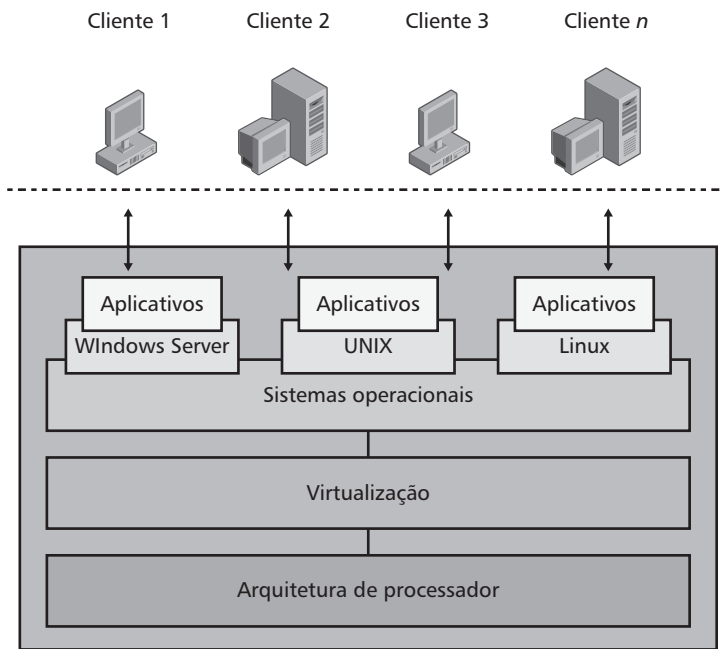 Cliente 1 Cliente 2 Cliente 3 Cliente n
Aplicativos Aplicativos Aplicativos
WIndows Server UNIX Linux
Sistemas operacionais
Virtualização
Arquitetura de processador